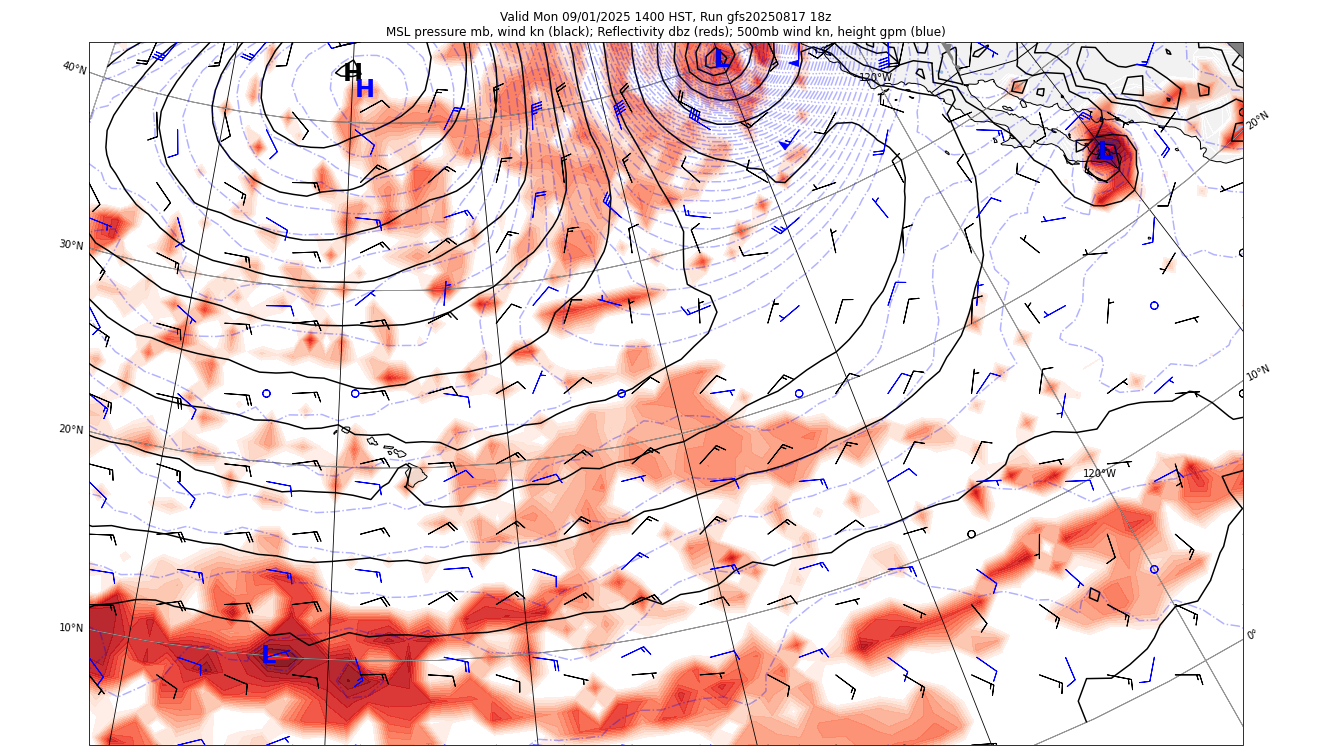 Valid Mon 09/01/2025 1400 HST, Run gfs20250817 18z
MSL pressure mb, wind kn (black); Reflectivity dbz (reds); 500mb wind kn, height gpm (blue)
40°N
H
H
L
120°W
20°N
L
30°N
10°N
20°N
120°W
10°N
L
0°